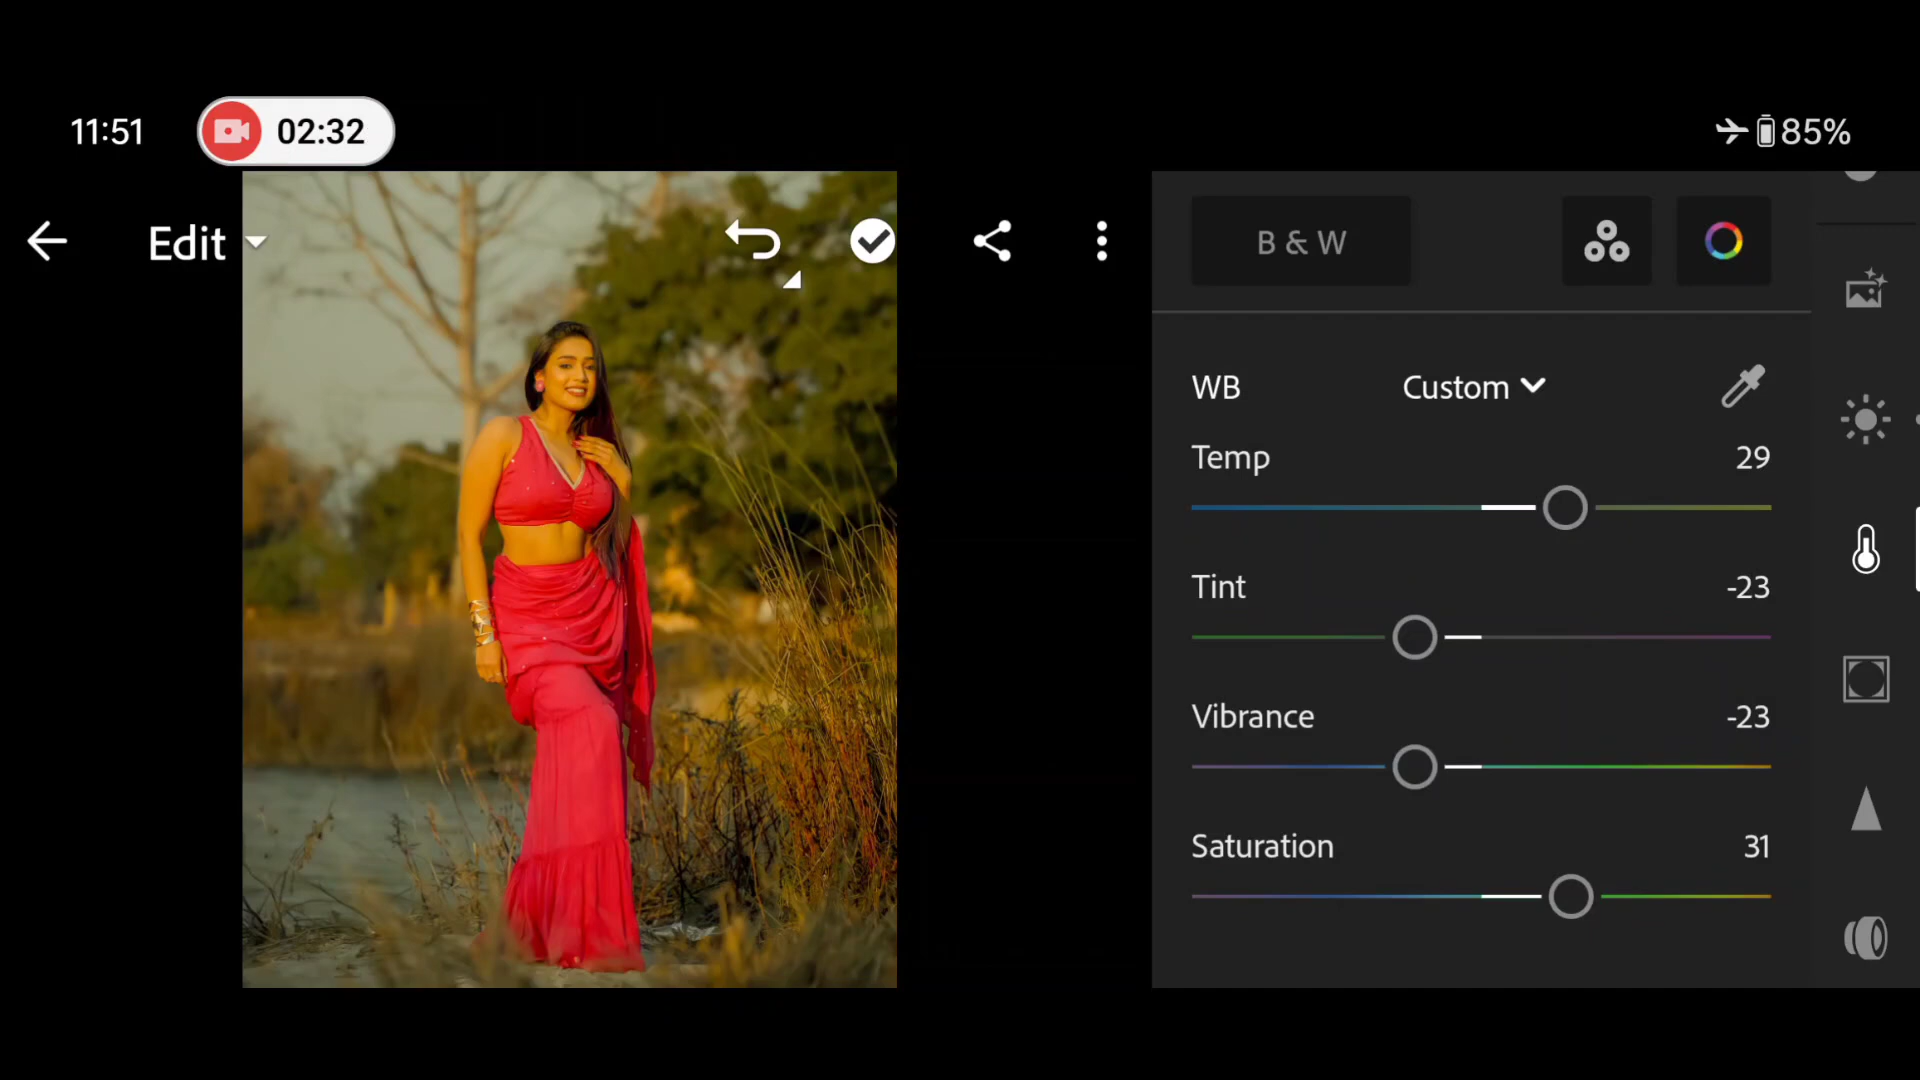 11:51
02:32
85%
Edit
B & W
WB
Custom
Temp
29
Tint
-23
Vibrance
-23
Saturation
31